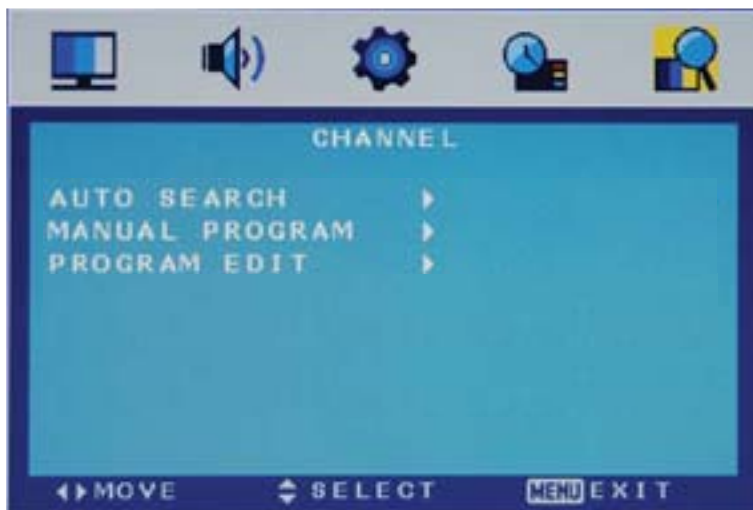 CHANNEL
AUTO SEARCH
MANUAL PROGRAM
PROGRAM EDIT
MOVE SELECT MENU EXIT